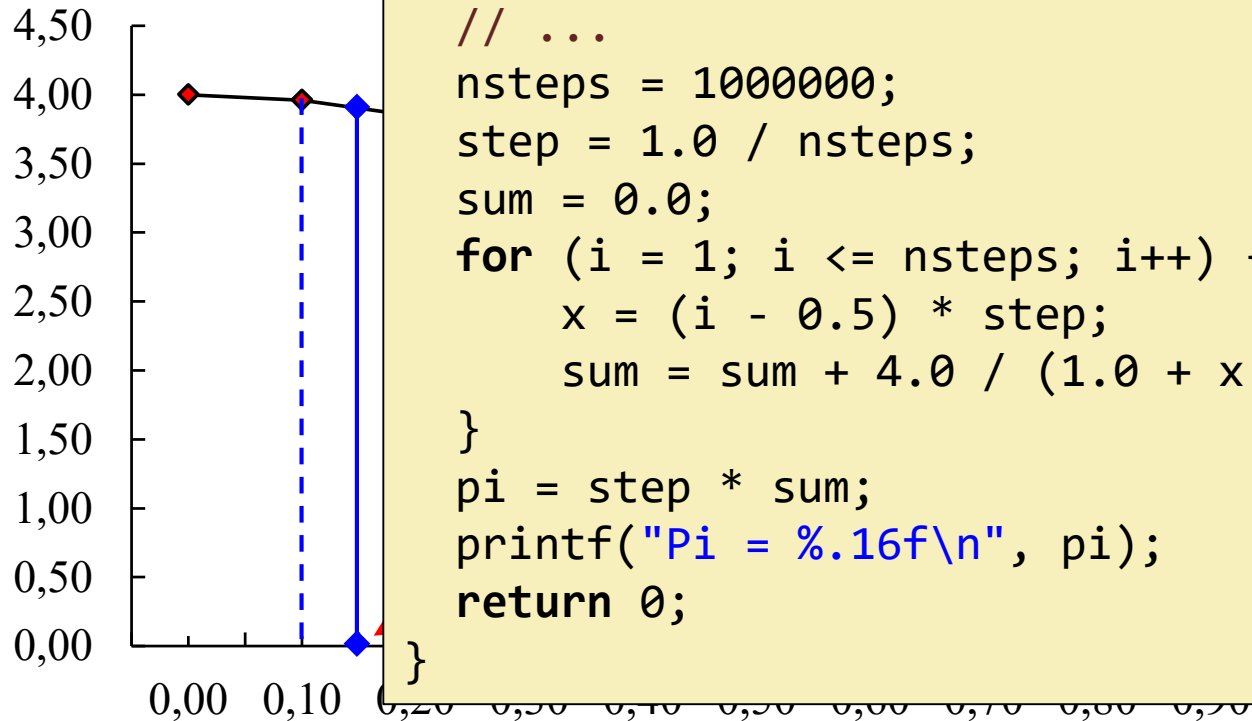 4,50
4,00
3,50
3,00
2,50
2,00
1,50
1,00
0,50
0,00
0,00 0,10
// ...
nsteps = 1000000;
step = 1.0 / nsteps;
sum = 0.0;
for (i = 1; i <= nsteps; i++)
x = (i - 0.5) * step;
sum = sum + 4.0 / (1.0 + x
}
pi = step * sum;
printf("Pi = %.16f\n", pi);
return 0;
}